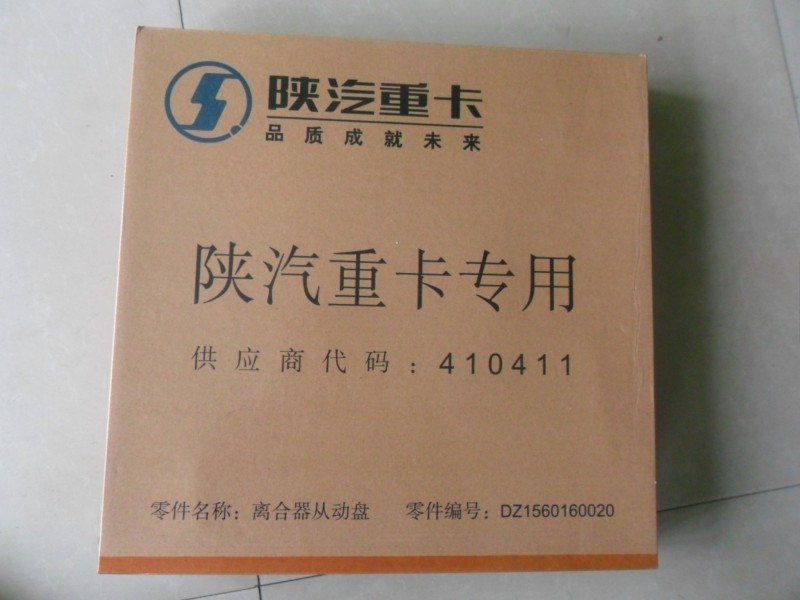 陕汽重卡
品质成就未来
陕汽重卡专用
供应商代码：410411
零件名称：离合器从动盘 零件编号：DZ1560160020